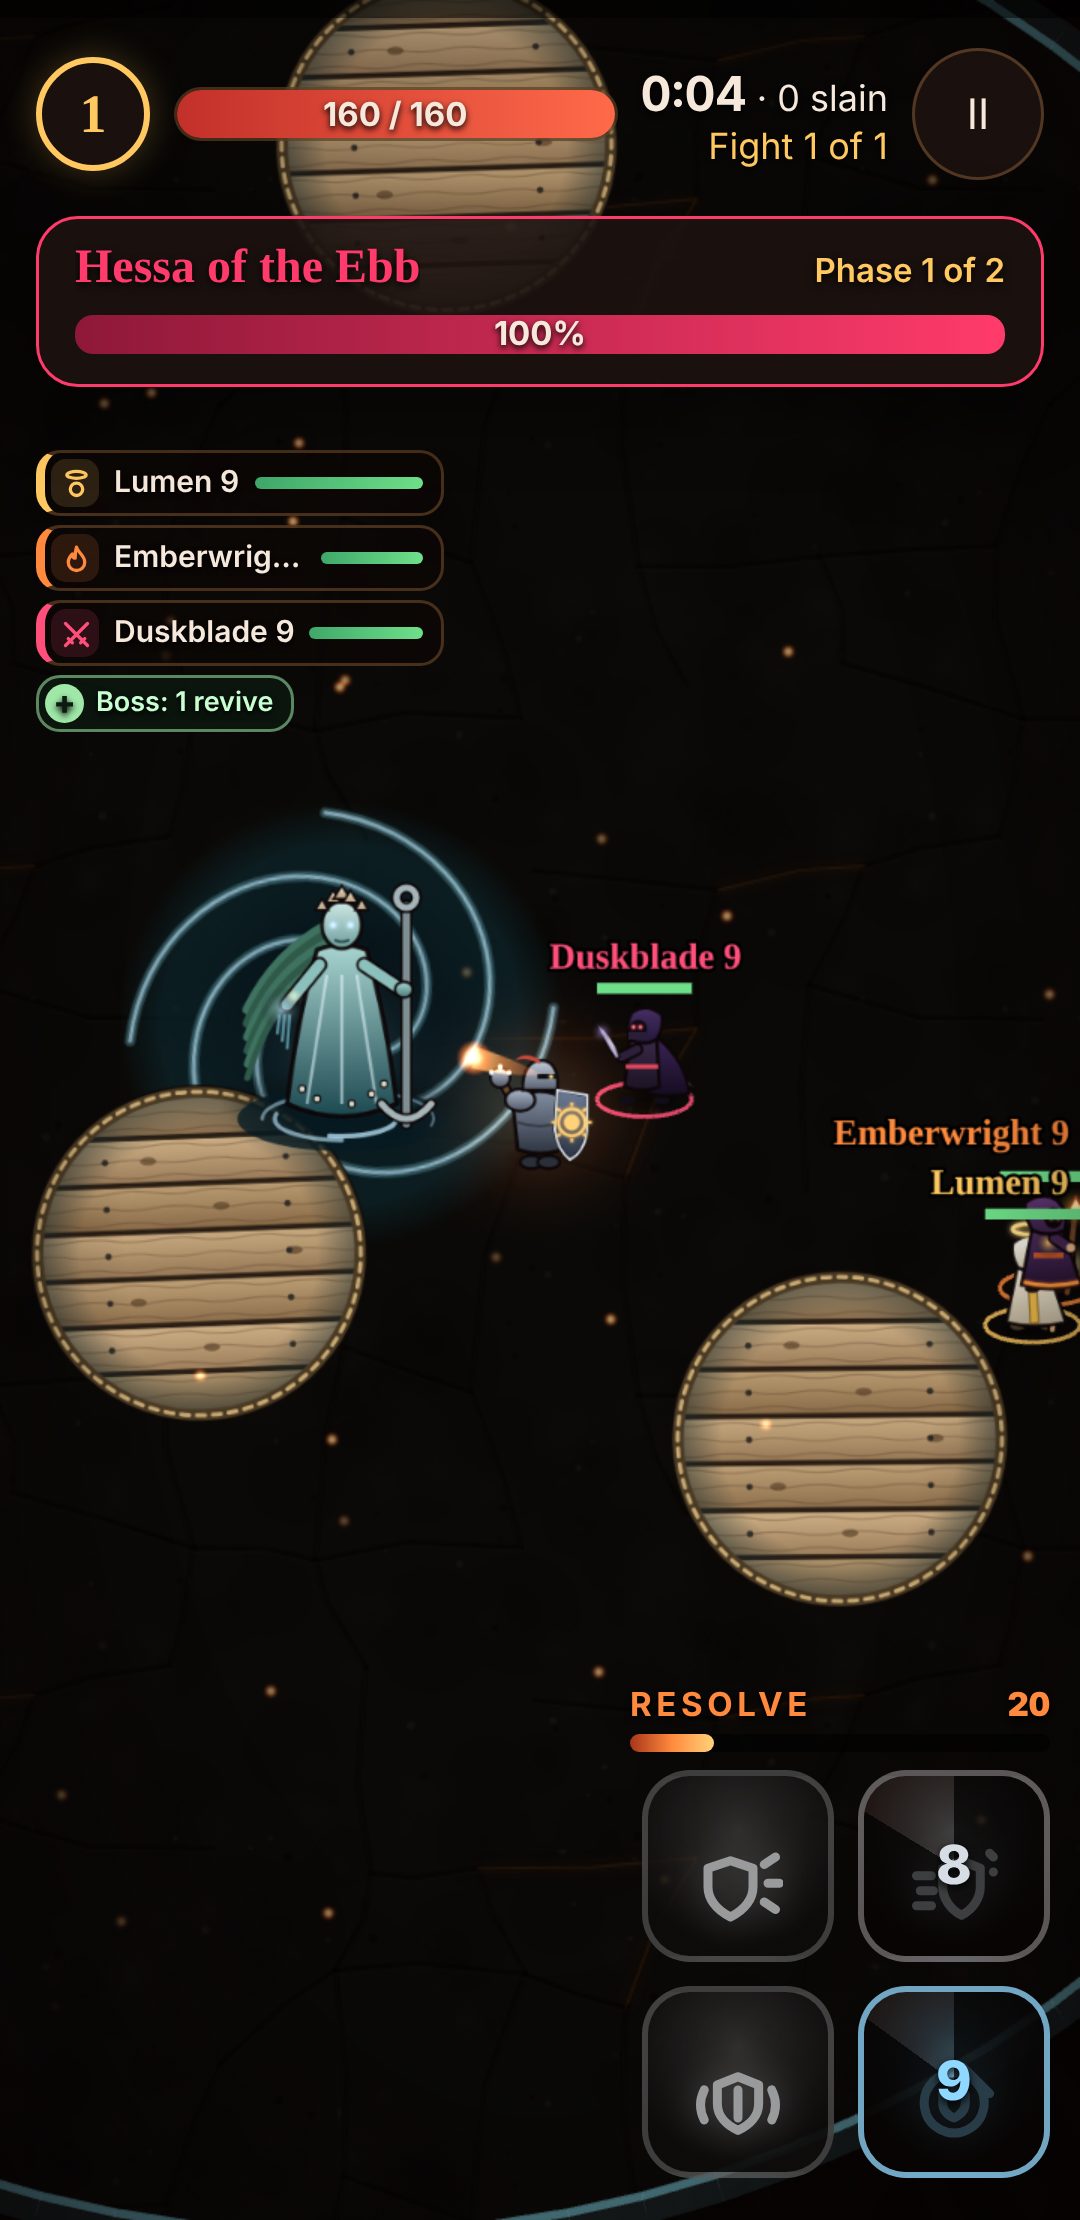 1
160 / 160
0:04 · 0 slain
Fight 1 of 1
Hessa of the Ebb
Phase 1 of 2
100%
Lumen 9
Emberwrig...
Duskblade 9
Boss: 1 revive
Duskblade 9
Emberwright 9
Lumen 9
RESOLVE 20
8
9